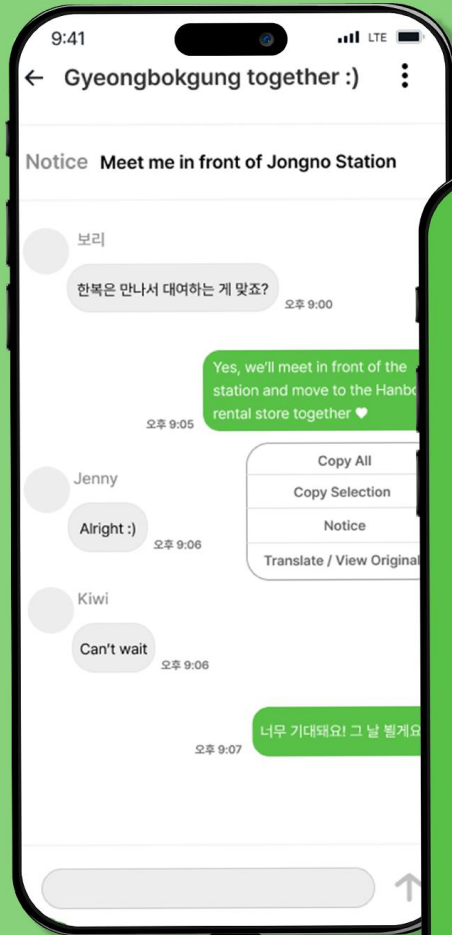 9:41
LTE
Gyeongbokgung together :)
Notice Meet me in front of Jongno Station
보리
한복은 만나서 대여하는 게 맞죠?
오후 9:00
Yes, we'll meet in front of the
station and move to the
rental store together ♥
오후 9:05
Copy All
Copy Selection
Notice
Translate / View Original
Jenny
Alright :)
오후 9:06
Kiwi
Can't wait
오후 9:06
너무 기대돼요! 그 날 뵐게요
오후 9:07